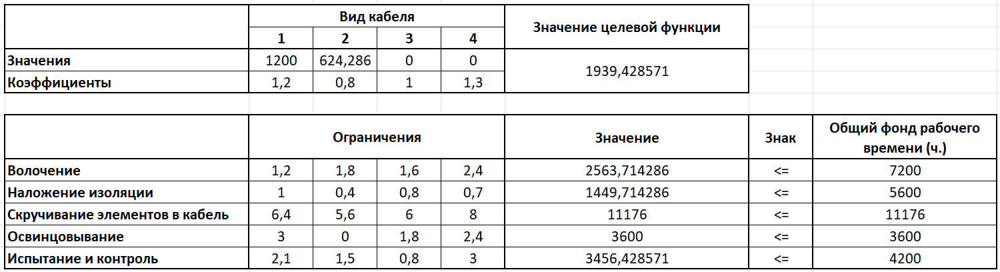 Вид кабеля Значение целевой функции
1 2 3 4
Значения 1200 624,286 0 0 1939,428571
Коэффициенты 1,2 0,8 1 1,3
Ограничения Значение Знак Общий фонд рабочего
времени (ч.)
Волочение 1,2 1,8 1,6 2,4 2563,714286 <= 7200
Наложение изоляции 1 0,4 0,8 0,7 1449,714286 <= 5600
Скручивание элементов в кабель 6,4 5,6 6 8 11176 <= 11176
Освинцовывание 3 0 1,8 2,4 3600 <= 3600
Испытание и контроль 2,1 1,5 0,8 3 3456,428571 <= 4200